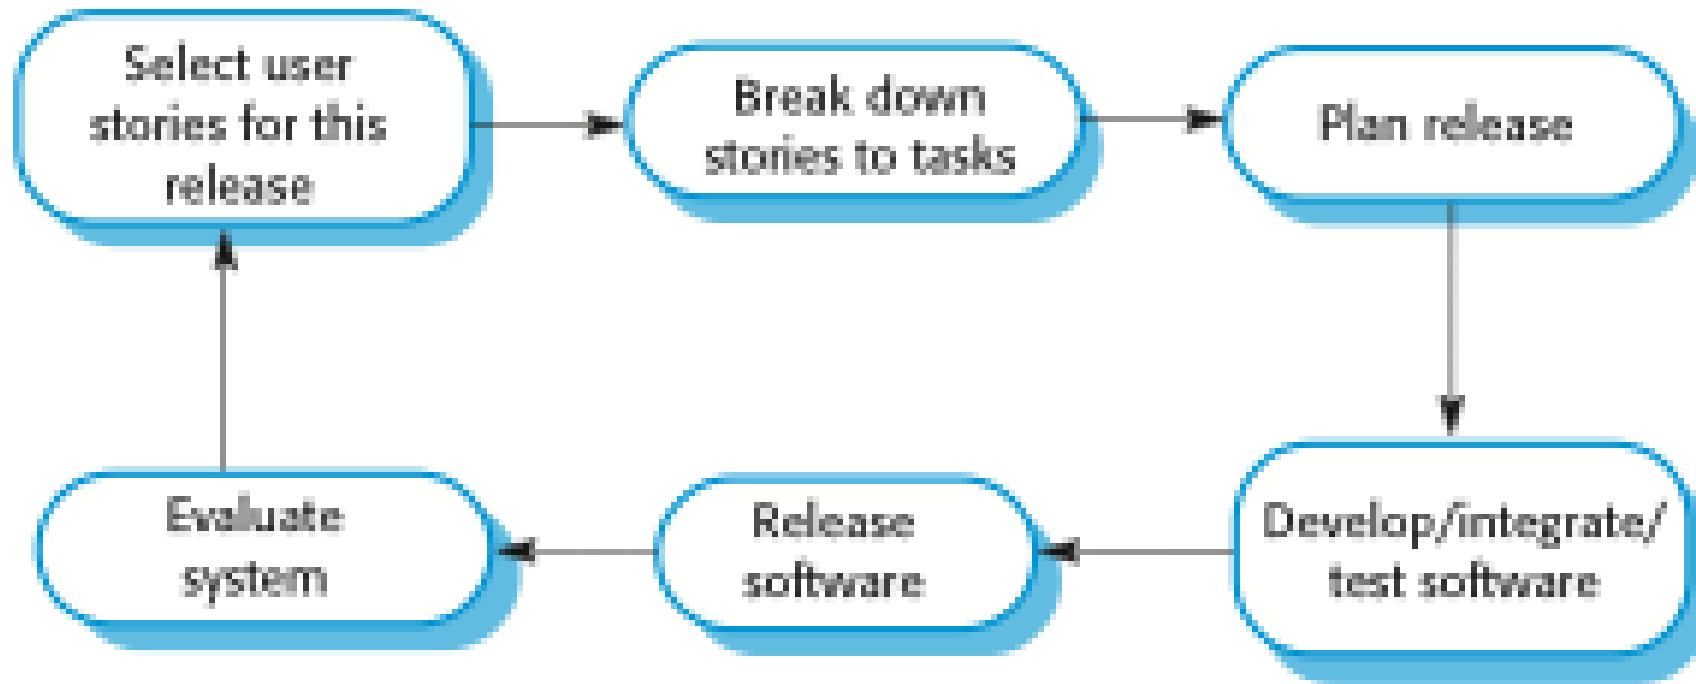 Select user
stories for this
release
Break down
stories to tasks
Plan release
Develop/integrate/
test software
Release
software
Evaluate
system